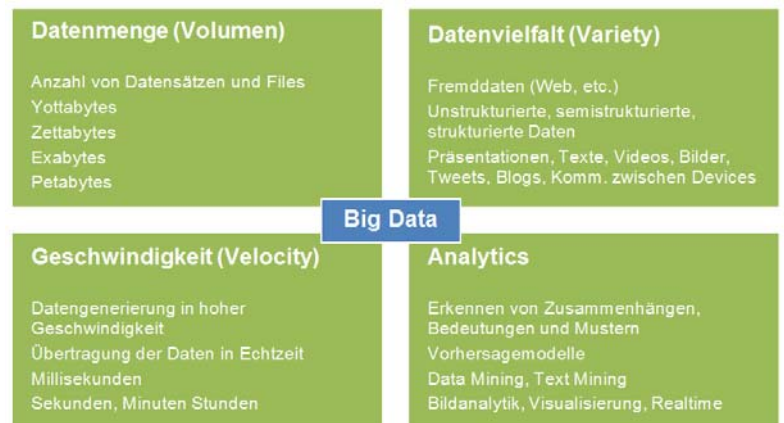 Datenmenge (Volumen)
Anzahl von Datensätzen und Files
Yottabytes
Zettabytes
Exabytes
Petabytes
Datenvielfalt (Variety)
Fremddaten (Web, etc.)
Unstrukturierte, semistrukturierte,
strukturierte Daten
Präsentationen, Texte, Videos, Bilder,
Tweets, Blogs, Komm. zwischen Devices
Big Data
Geschwindigkeit (Velocity)
Datengenerierung in hoher
Geschwindigkeit
Übertragung der Daten in Echtzeit
Millisekunden
Sekunden, Minuten Stunden
Analytics
Erkennen von Zusammenhängen,
Bedeutungen und Mustern
Vorhersagemodelle
Data Mining, Text Mining
Bildanalytik, Visualisierung, Realtime